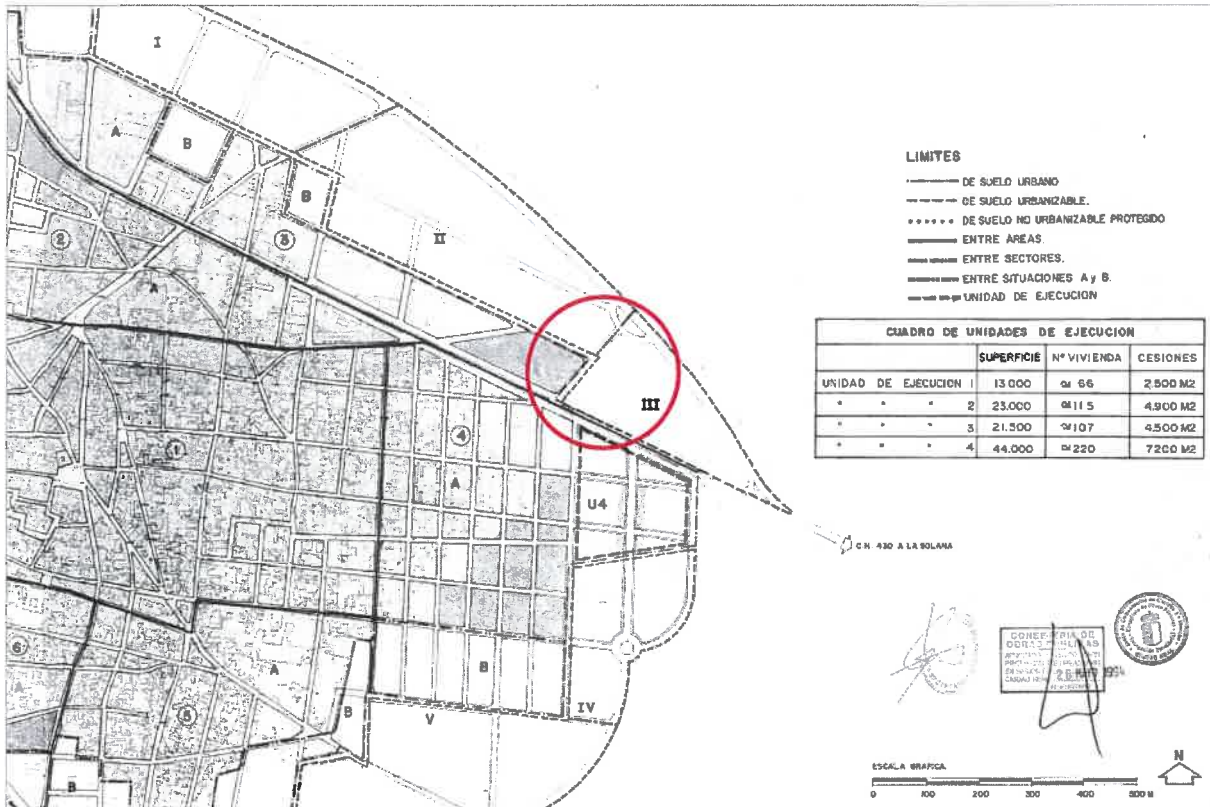 I
A
B
B
II
2
3
A
III
1
4
A
U4
B
IV
V
A
B
6
A
5
B
LIMITES
DE SUELO URBANO
DE SUELO URBANIZABLE.
DE SUELO NO URBANIZABLE PROTEGIDO
ENTRE AREAS.
ENTRE SECTORES.
ENTRE SITUACIONES A y B.
UNIDAD DE EJECUCION
CUADRO DE UNIDADES DE EJECUCION
SUPERFICIE Nº VIVIENDA CESIONES
UNIDAD DE EJECUCION 1 13.000 66 2.500 M2
" " " 2 23.000 115 4.900 M2
" " " 3 21.500 107 4.500 M2
" " " 4 44.000 220 7200 M2
C.N. 430 A LA SOLANA
CONSEJERIA DE
OBRAS PUBLICAS
1994
N
ESCALA GRAFICA
0 100 200 300 400 500 M